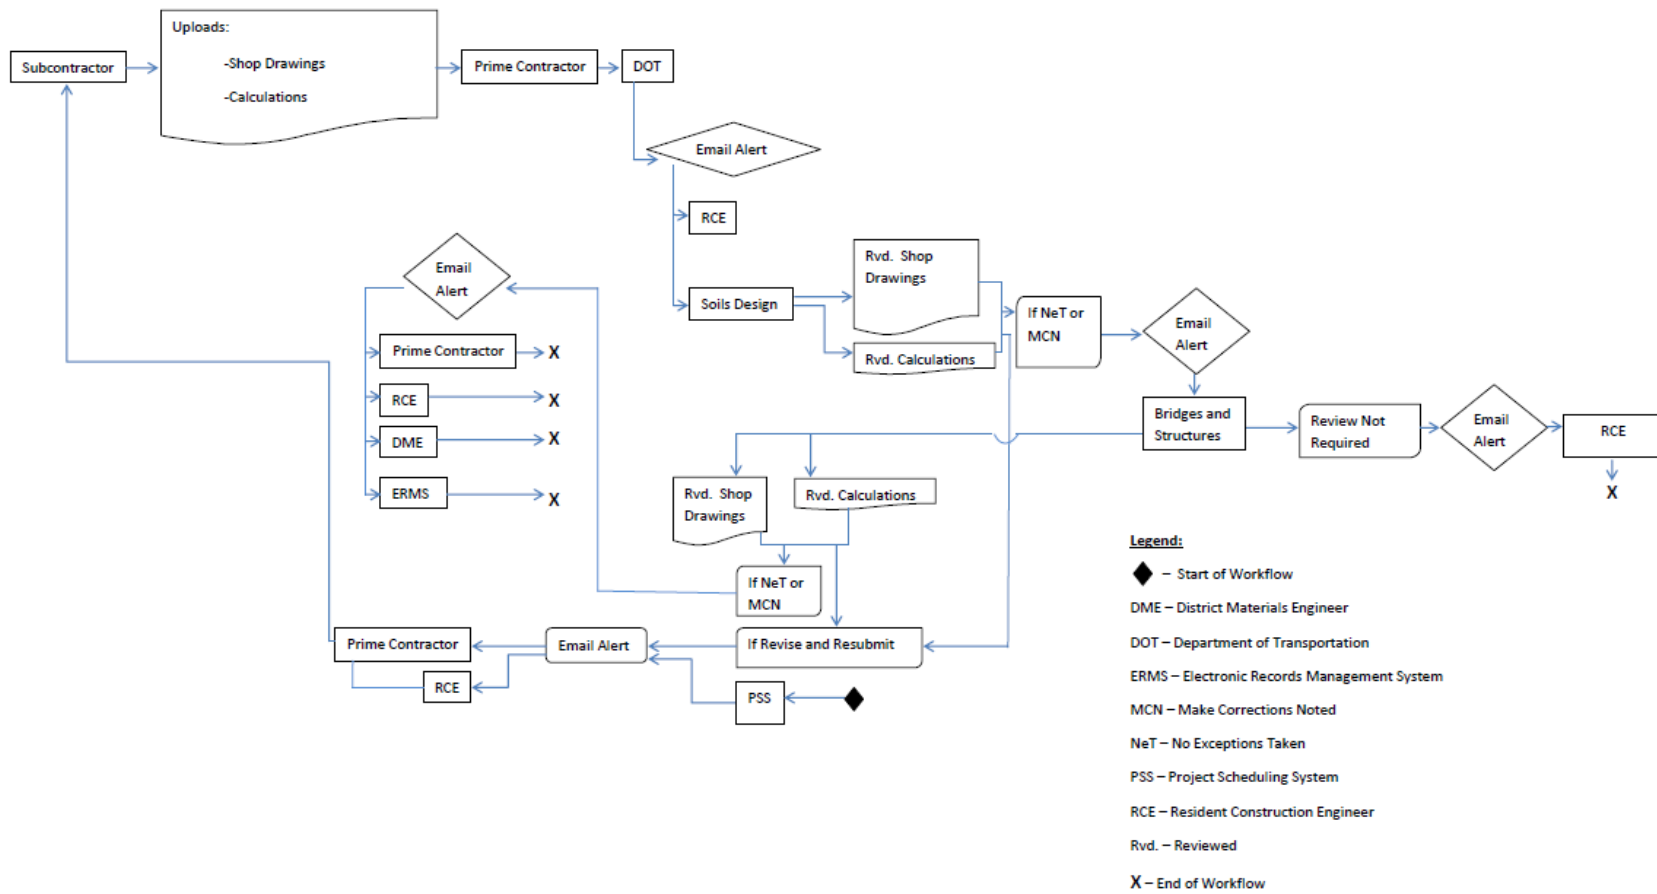 Uploads:
Subcontractor
-Shop Drawings
-Calculations
Prime Contractor
DOT
Email Alert
RCE
Soils Design
Rvd. Shop
Drawings
Rvd. Calculations
If NeT or
MCN
Email
Alert
Bridges and
Structures
Review Not
Required
Email
Alert
RCE
X
Email
Alert
Prime Contractor
X
RCE
X
DME
X
ERMS
X
Rvd. Shop
Drawings
Rvd. Calculations
If NeT or
MCN
If Revise and Resubmit
Email Alert
Prime Contractor
RCE
PSS
Legend:
– Start of Workflow
DME – District Materials Engineer
DOT – Department of Transportation
ERMS – Electronic Records Management System
MCN – Make Corrections Noted
NeT – No Exceptions Taken
PSS – Project Scheduling System
RCE – Resident Construction Engineer
Rvd. – Reviewed
X – End of Workflow